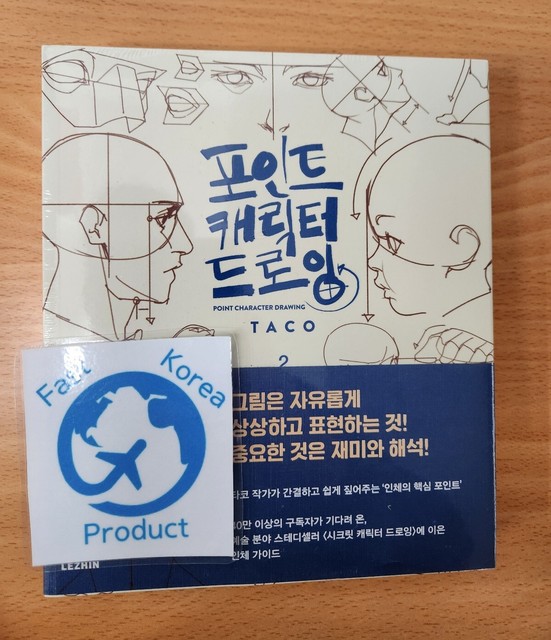 포인트
캐릭터
드로잉
POINT CHARACTER DRAWING
TACO
2
그림은 자유롭게
상상하고 표현하는 것!
중요한 것은 재미와 해석!
타코 작가가 간결하고 쉽게 짚어주는 '인체의 핵심 포인트'
만 이상의 구독자가 기다려 온,
예술 분야 스테디셀러 〈시크릿 캐릭터 드로잉〉에 이은
인체 가이드
Fast Korea
Product
LEZHIN